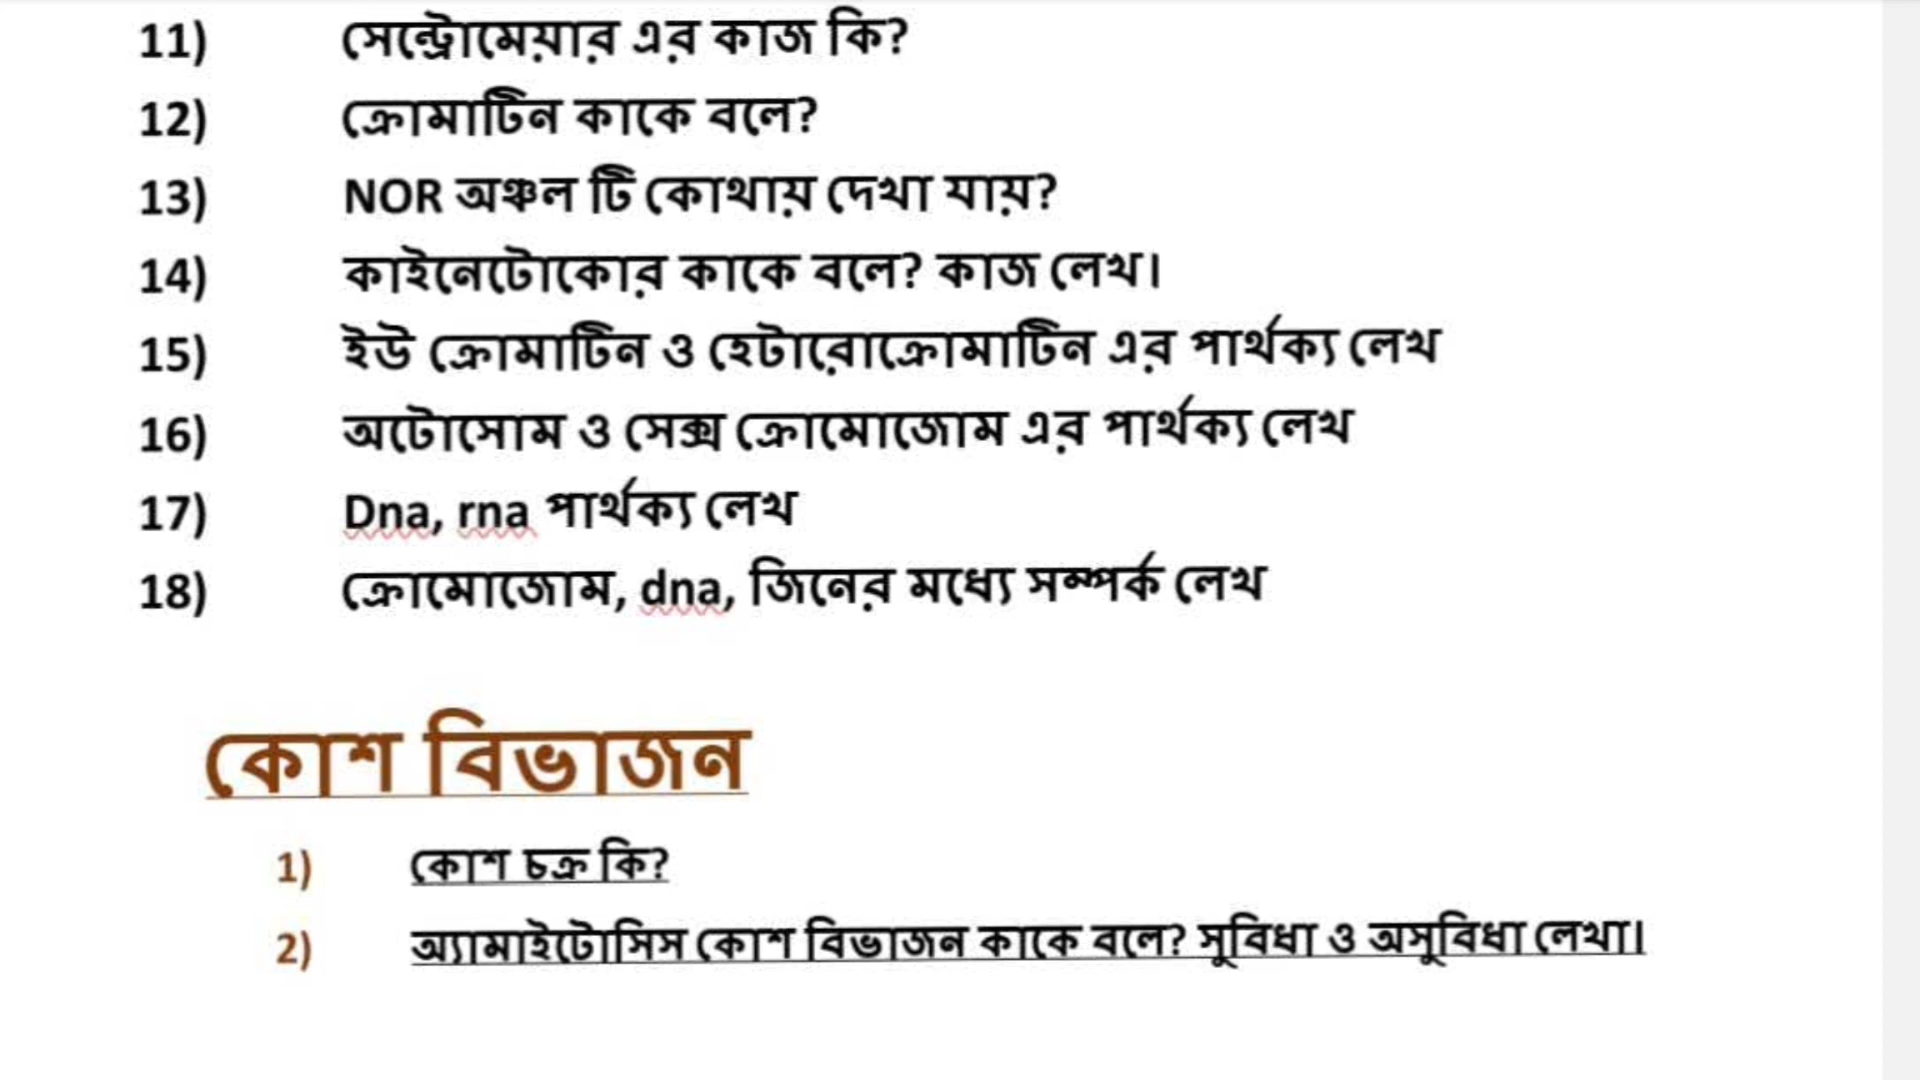 11) সেন্ট্রোমেয়ার এর কাজ কি?
12) ক্রোমাটিন কাকে বলে?
13) NOR অঞ্চল টি কোথায় দেখা যায়?
14) কাইনেটোকোর কাকে বলে? কাজ লেখ।
15) ইউ ক্রোমাটিন ও হেটারোক্রোমাটিন এর পার্থক্য লেখ
16) অটোসোম ও সেক্স ক্রোমোজোম এর পার্থক্য লেখ
17) Dna, rna পার্থক্য লেখ
18) ক্রোমোজোম, dna, জিনের মধ্যে সম্পর্ক লেখ
কোশ বিভাজন
1) কোশ চক্র কি?
2) অ্যামাইটোসিস কোশ বিভাজন কাকে বলে? সুবিধা ও অসুবিধা লেখা।